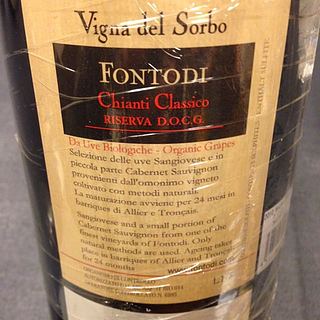 Vigna del Sorbo
FONTODI
Chianti Classico
RISERVA D.O.C.G.
Da Uve Biologiche - Organic Grapes
Selezione delle uve Sangiovese e in
piccola parte Cabernet Sauvignon
provenienti dall'omonimo vigneto
coltivato con metodi naturali.
La maturazione avviene per 24 mesi in
barriques di Allier e Tronçais.
Sangiovese and a small portion of
Cabernet Sauvignon from one of the
finest vineyards of Fontodi. Only
natural methods are used. Ageing takes
place in barriques of Allier and Tronç
for 24 months
www.fontodi.com